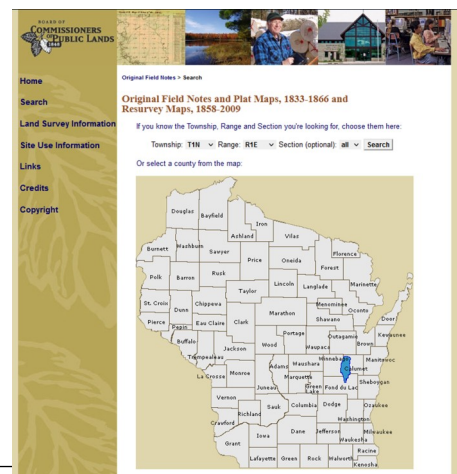 BOARD OF
COMMISSIONERS
OF PUBLIC LANDS
1848
Home
Search
Land Survey Information
Site Use Information
Links
Credits
Copyright
Original Field Notes > Search
Original Field Notes and Plat Maps, 1833-1866 and
Resurvey Maps, 1858-2009
If you know the Township, Range and Section you're looking for, choose them here:
Township: T1N Range: R1E Section (optional): all Search
Or select a county from the map:
Douglas
Bayfield
Iron
Ashland
Vilas
Burnett
Washburn
Sawyer
Florence
Price
Oneida
Forest
Polk
Barron
Rusk
Lincoln
Langlade
Marinette
Taylor
St. Croix
Dunn
Chippewa
Menominee
Oconto
Marathon
Shawano
Door
Pierce
Pepin
Eau Claire
Clark
Portage
Outagamie
Kewaunee
Buffalo
Jackson
Wood
Waupaca
Brown
Trempealeau
Adams
Waushara
Winnebago
Manitowoc
Calumet
La Crosse
Monroe
Marquette
Juneau
Green
Lake
Fond du Lac
Sheboygan
Vernon
Sauk
Columbia
Dodge
Ozaukee
Richland
Washington
Crawford
Iowa
Dane
Jefferson
Milwaukee
Waukesha
Grant
Racine
Lafayette
Green
Rock
Walworth
Kenosha